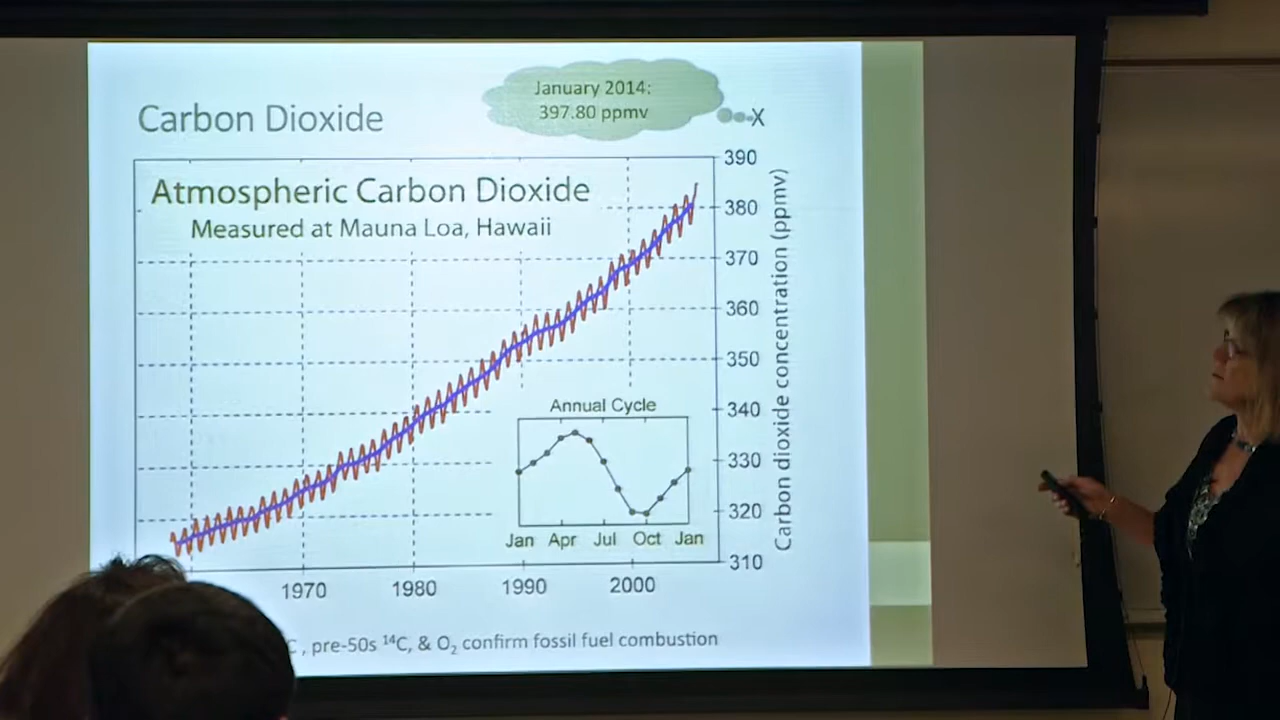 January 2014:
397.80 ppmv
Carbon Dioxide
X
Atmospheric Carbon Dioxide
Measured at Mauna Loa, Hawaii
390
380
370
360
350
340
330
320
310
Carbon dioxide concentration (ppmv)
Annual Cycle
Jan Apr Jul Oct Jan
1970 1980 1990 2000
, pre-50s ¹⁴C, & O₂ confirm fossil fuel combustion